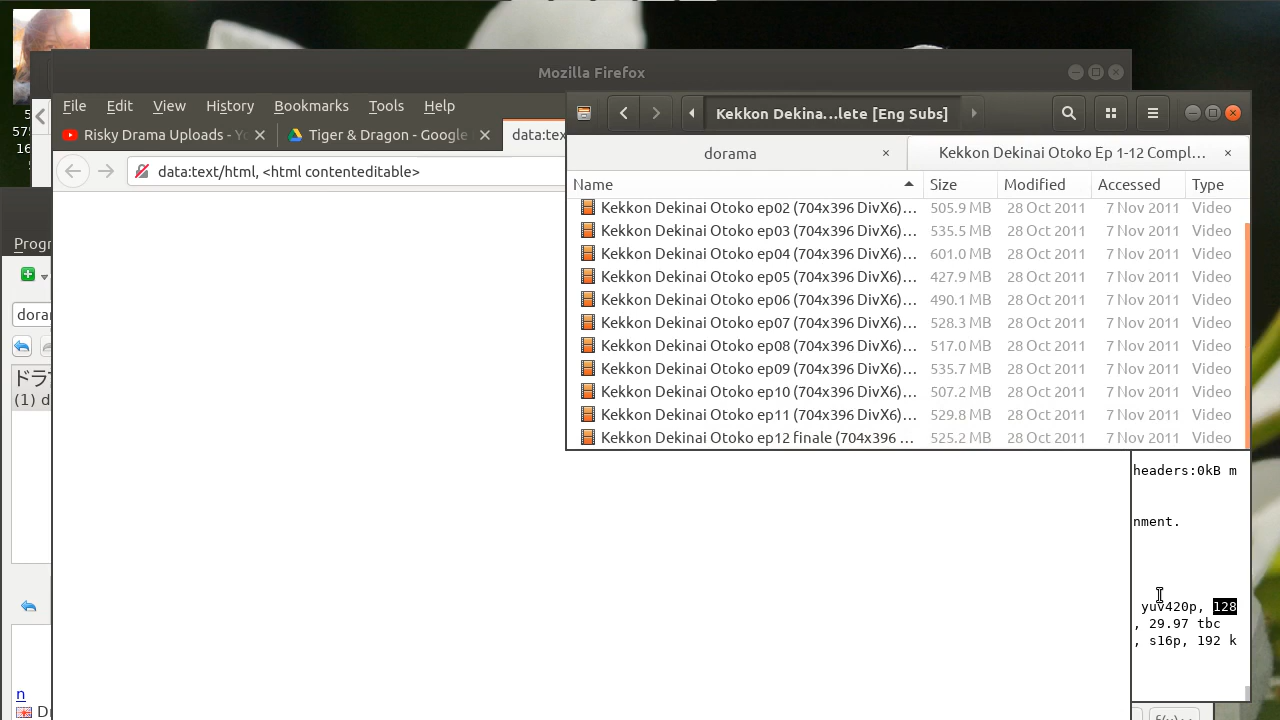 Mozilla Firefox
File Edit View History Bookmarks Tools Help
Risky Drama Uploads - Yo
Tiger & Dragon - Google
data:tex
data:text/html, <html contenteditable>
Kekkon Dekina…lete [Eng Subs]
dorama
Kekkon Dekinai Otoko Ep 1-12 Compl…
Name Size Modified Accessed Type
Kekkon Dekinai Otoko ep02 (704x396 DivX6)… 505.9 MB 28 Oct 2011 7 Nov 2011 Video
Kekkon Dekinai Otoko ep03 (704x396 DivX6)… 535.5 MB 28 Oct 2011 7 Nov 2011 Video
Kekkon Dekinai Otoko ep04 (704x396 DivX6)… 601.0 MB 28 Oct 2011 7 Nov 2011 Video
Kekkon Dekinai Otoko ep05 (704x396 DivX6)… 427.9 MB 28 Oct 2011 7 Nov 2011 Video
Kekkon Dekinai Otoko ep06 (704x396 DivX6)… 490.1 MB 28 Oct 2011 7 Nov 2011 Video
Kekkon Dekinai Otoko ep07 (704x396 DivX6)… 528.3 MB 28 Oct 2011 7 Nov 2011 Video
Kekkon Dekinai Otoko ep08 (704x396 DivX6)… 517.0 MB 28 Oct 2011 7 Nov 2011 Video
Kekkon Dekinai Otoko ep09 (704x396 DivX6)… 535.7 MB 28 Oct 2011 7 Nov 2011 Video
Kekkon Dekinai Otoko ep10 (704x396 DivX6)… 507.2 MB 28 Oct 2011 7 Nov 2011 Video
Kekkon Dekinai Otoko ep11 (704x396 DivX6)… 529.8 MB 28 Oct 2011 7 Nov 2011 Video
Kekkon Dekinai Otoko ep12 finale (704x396 … 525.2 MB 28 Oct 2011 7 Nov 2011 Video
5
575
16
Progr
doram
ドラ
(1) d
n
Dr
headers:0kB m
nment.
yuv420p, 128
, 29.97 tbc
, s16p, 192 k